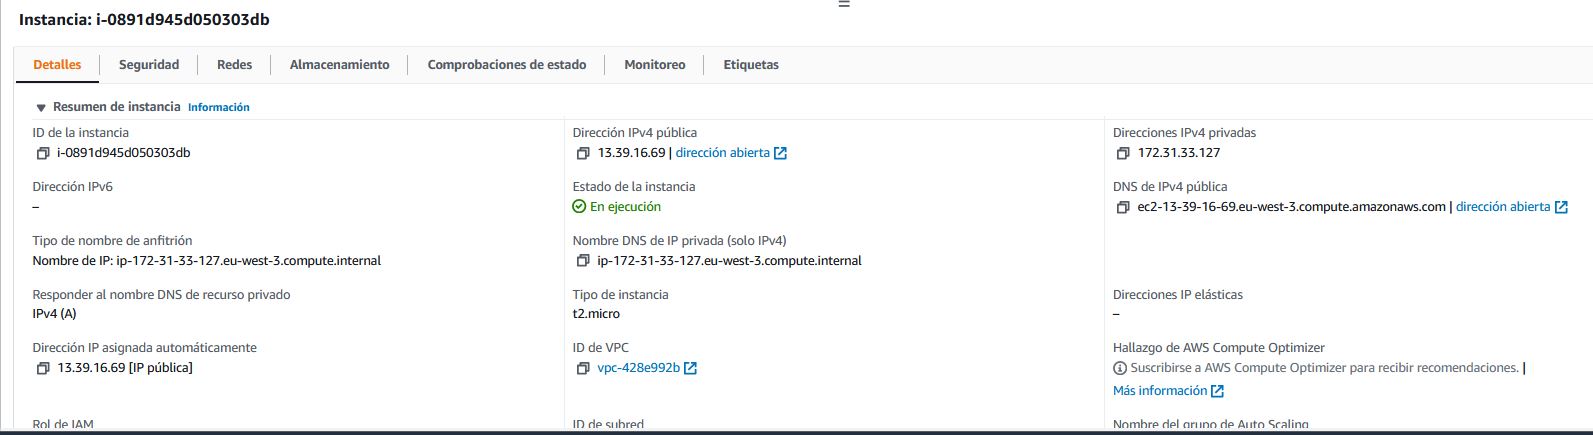 Instancia: i-0891d945d050303db
Detalles
Seguridad
Redes
Almacenamiento
Comprobaciones de estado
Monitoreo
Etiquetas
Resumen de instancia Información
ID de la instancia
i-0891d945d050303db
Dirección IPv4 pública
13.39.16.69 | dirección abierta
Direcciones IPv4 privadas
172.31.33.127
Dirección IPv6
–
Estado de la instancia
En ejecución
DNS de IPv4 pública
ec2-13-39-16-69.eu-west-3.compute.amazonaws.com | dirección abierta
Tipo de nombre de anfitrión
Nombre de IP: ip-172-31-33-127.eu-west-3.compute.internal
Nombre DNS de IP privada (solo IPv4)
ip-172-31-33-127.eu-west-3.compute.internal
Responder al nombre DNS de recurso privado
IPv4 (A)
Tipo de instancia
t2.micro
Direcciones IP elásticas
–
Dirección IP asignada automáticamente
13.39.16.69 [IP pública]
ID de VPC
vpc-428e992b
Hallazgo de AWS Compute Optimizer
Suscribirse a AWS Compute Optimizer para recibir recomendaciones. |
Más información
Rol de IAM
ID de subred
Nombre del grupo de Auto Scaling